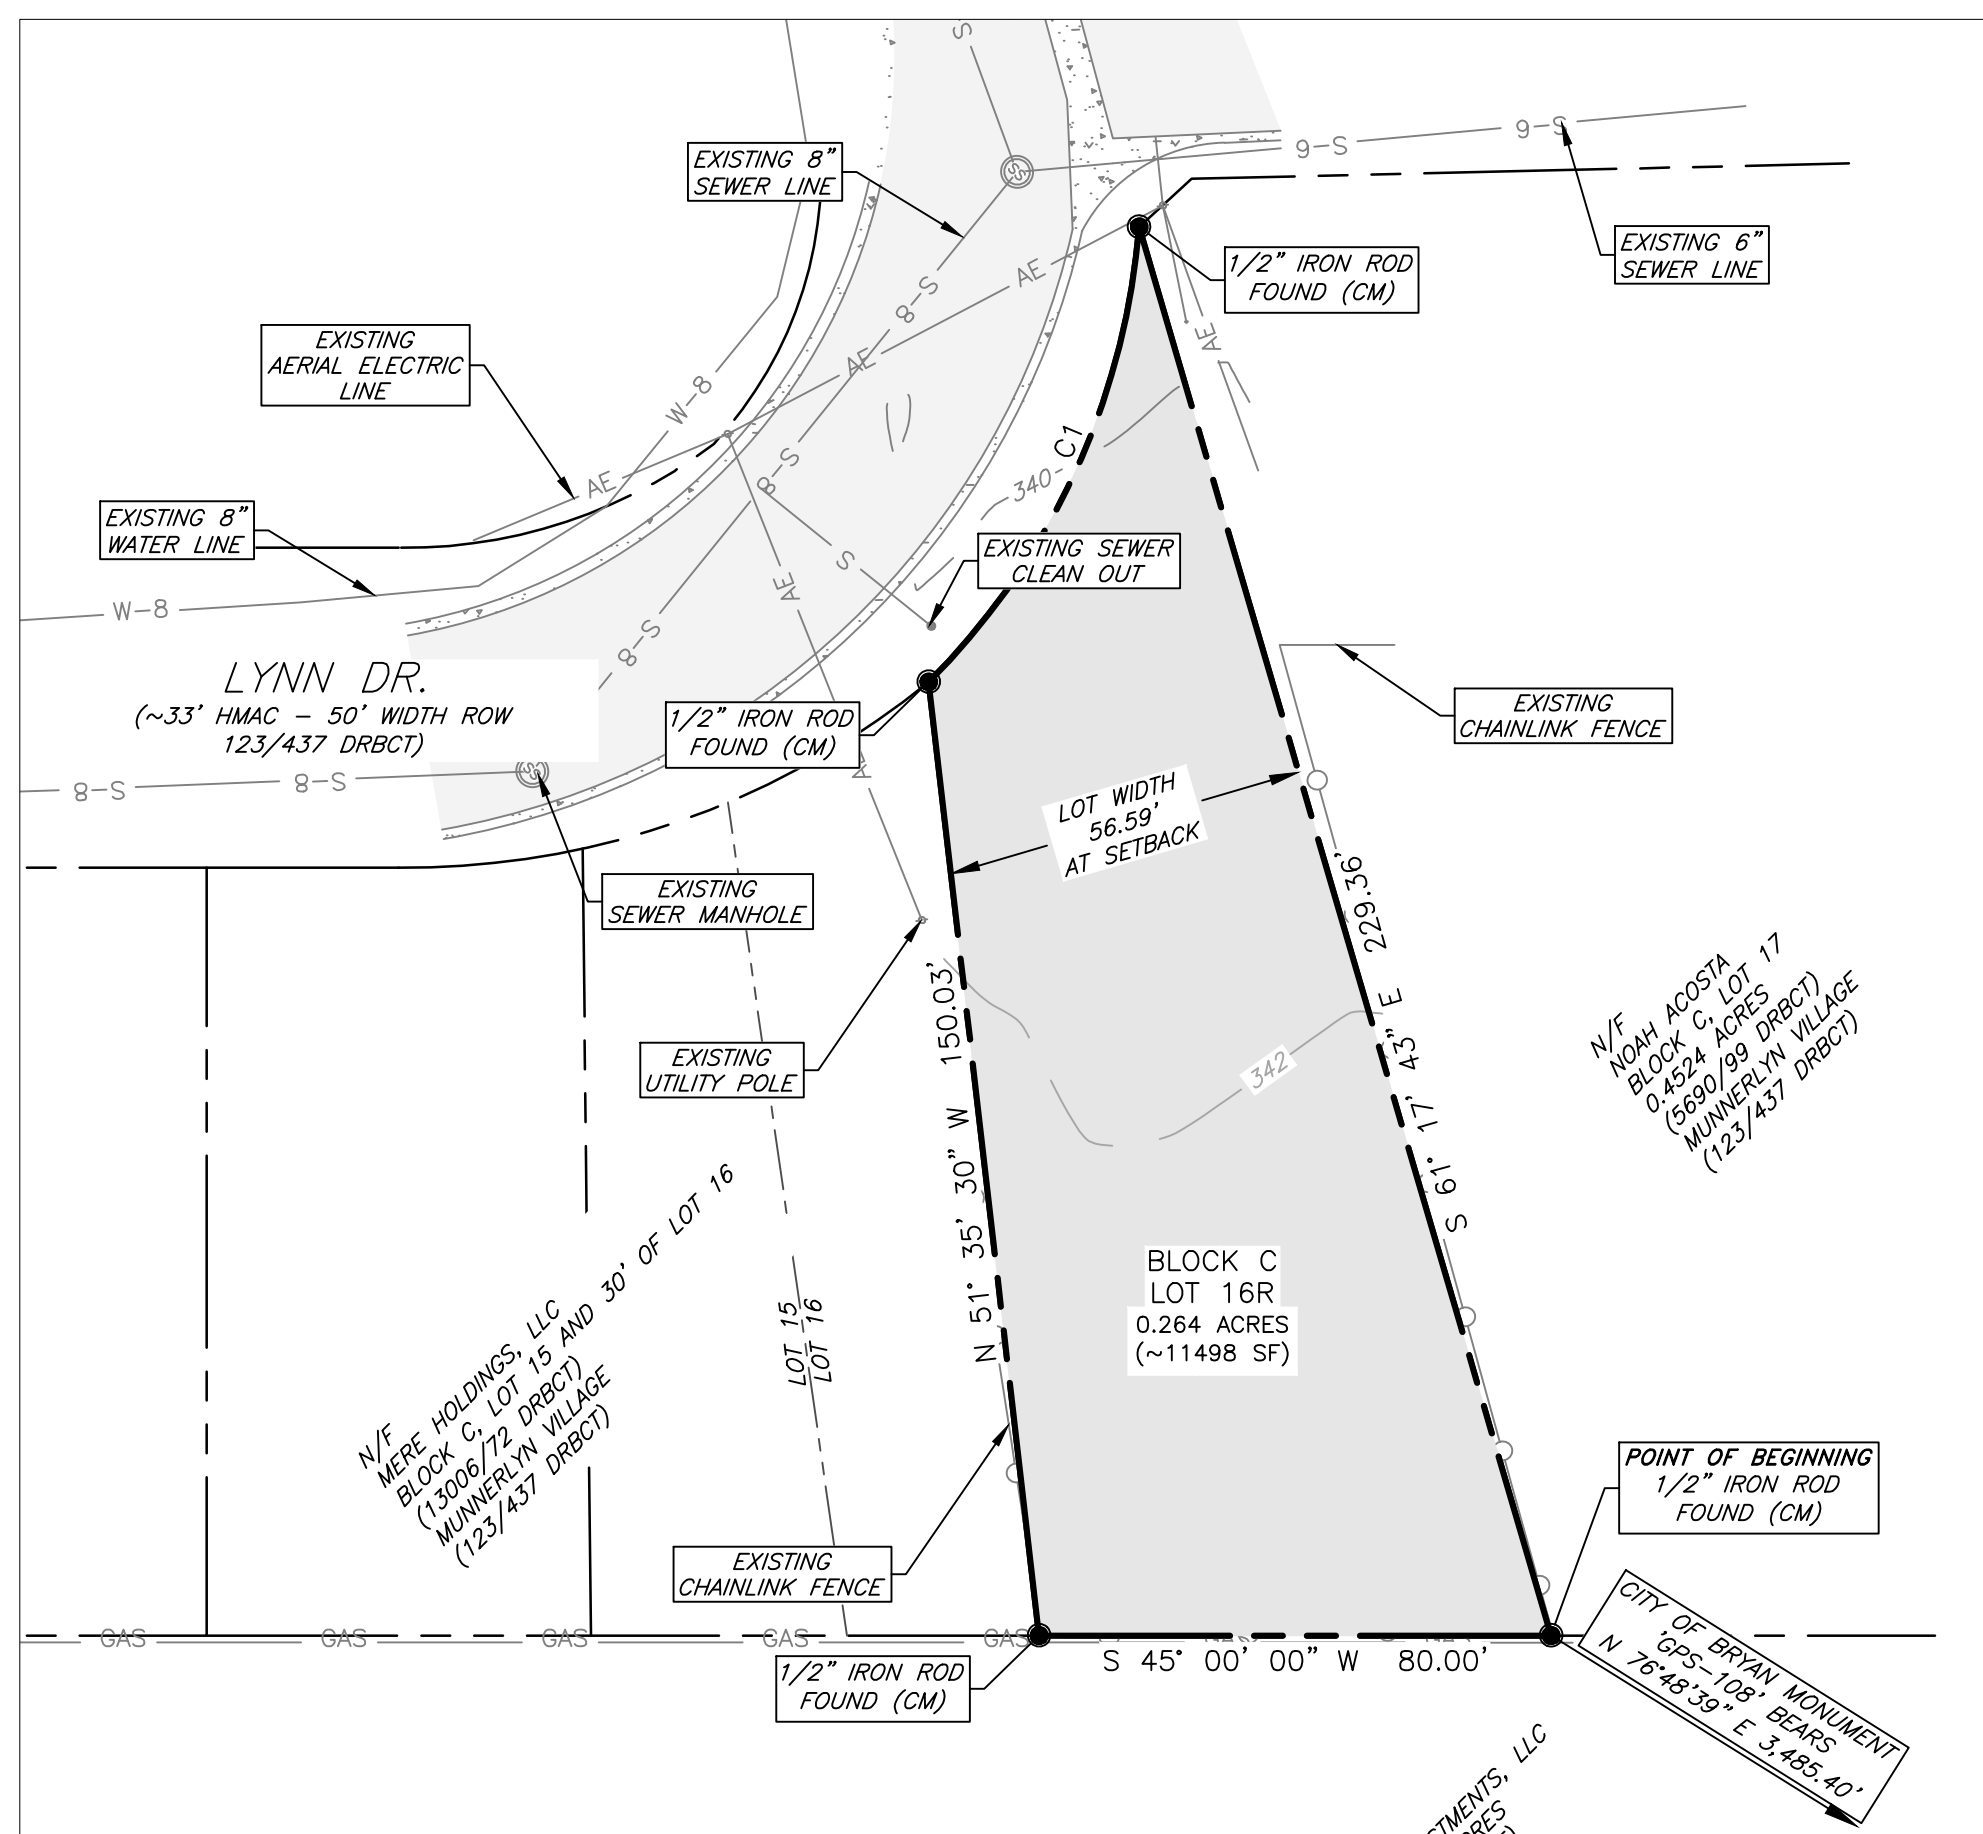 S
S-6
S-6
EXISTING 8"
SEWER LINE
SS
EXISTING 6"
SEWER LINE
1/2" IRON ROD
FOUND (CM)
AE
S-8
AE
AE
EXISTING
AERIAL ELECTRIC
LINE
W-8
C1
S-8
340
AE
EXISTING 8"
WATER LINE
EXISTING SEWER
CLEAN OUT
S
AE
W-8
S-8
LYNN DR.
(~33' HMAC - 50' WIDTH ROW
123/437 DRBCT)
1/2" IRON ROD
FOUND (CM)
EXISTING
CHAINLINK FENCE
S-8
S-8
SS
LOT WIDTH
56.59'
AT SETBACK
EXISTING
SEWER MANHOLE
S 61° 17' 43" E 229.36'
N 51° 35' 30" W 150.03'
EXISTING
UTILITY POLE
342
N/F
NOAH ACOSTA
BLOCK C, LOT 17
0.4524 ACRES
(5690/99 DRBCT)
MUNNERLYN VILLAGE
(123/437 DRBCT)
BLOCK C
LOT 16R
0.264 ACRES
(~11498 SF)
LOT 15
LOT 16
N/F
MERE HOLDINGS, LLC
BLOCK C, LOT 15 AND 30' OF LOT 16
(13006/72 DRBCT)
MUNNERLYN VILLAGE
(123/437 DRBCT)
POINT OF BEGINNING
1/2" IRON ROD
FOUND (CM)
EXISTING
CHAINLINK FENCE
GAS
GAS
GAS
GAS
GAS
S 45° 00' 00" W 80.00'
1/2" IRON ROD
FOUND (CM)
CITY OF BRYAN MONUMENT
'GPS-108' BEARS
N 76°48'39" E 3,485.40'
LLC